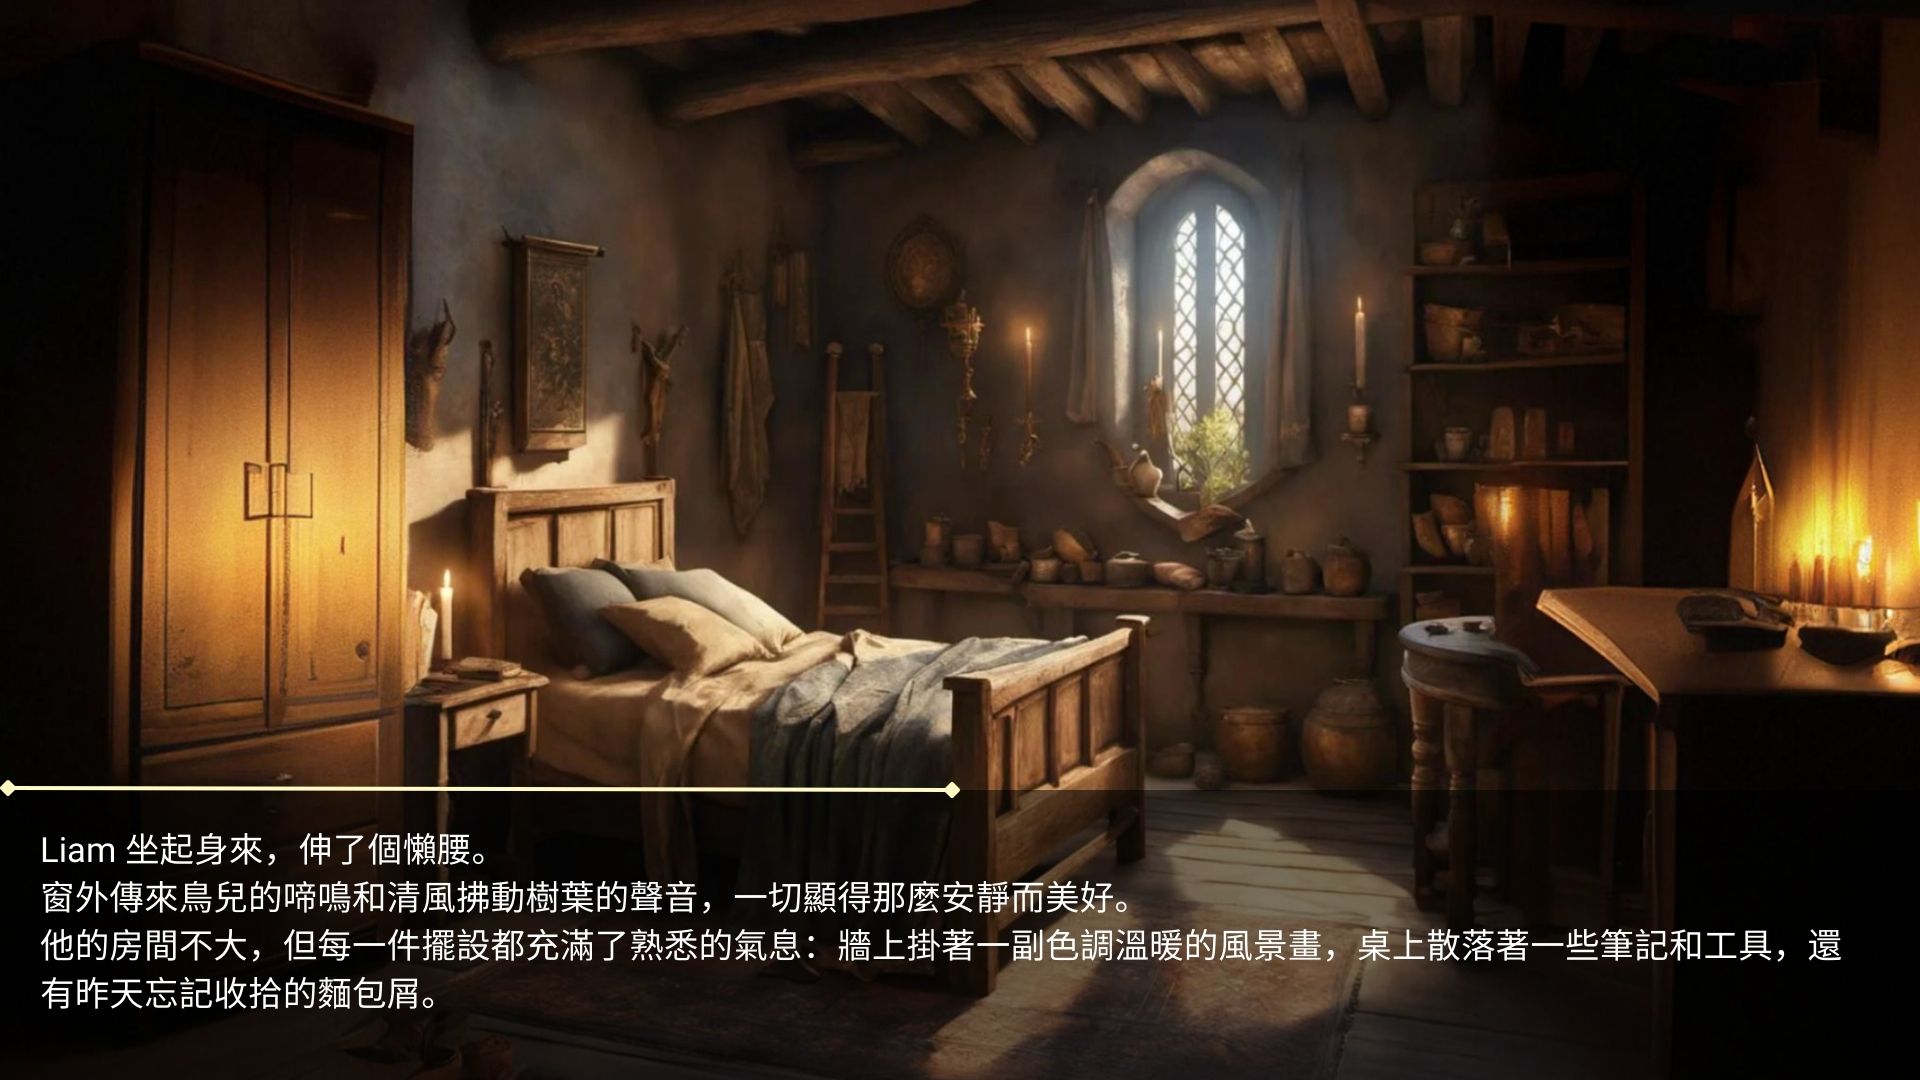 Liam 坐起身來，伸了個懶腰。
窗外傳來鳥兒的啼鳴和清風拂動樹葉的聲音，一切顯得那麼安靜而美好。
他的房間不大，但每一件擺設都充滿了熟悉的氣息：牆上掛著一副色調溫暖的風景畫，桌上散落著一些筆記和工具，還
有昨天忘記收拾的麵包屑。